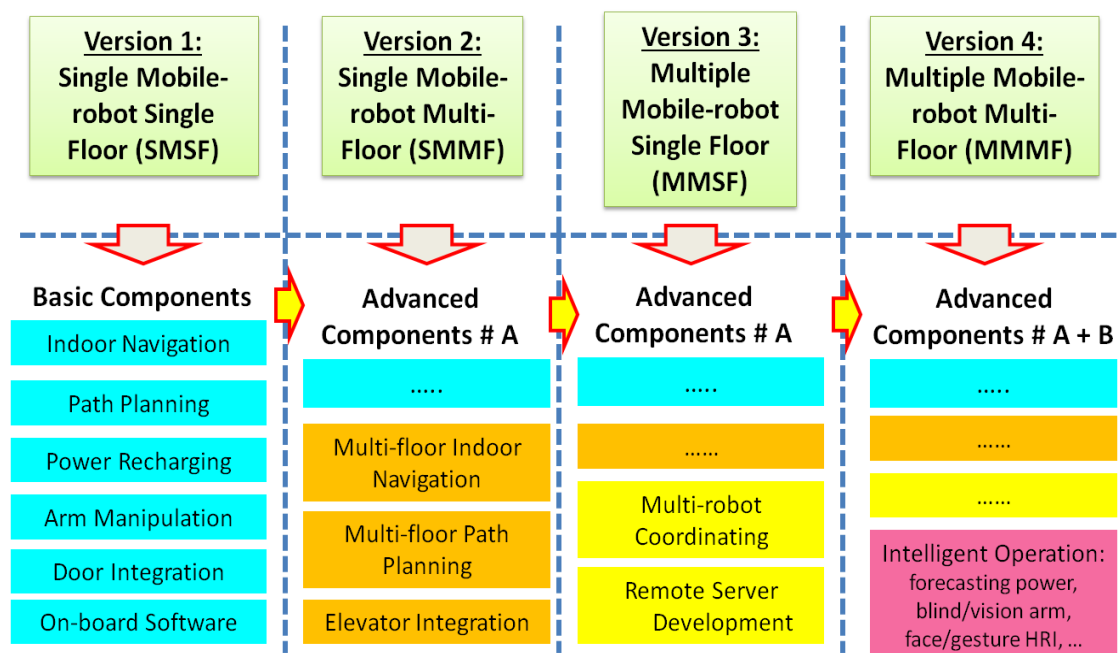 Version 1:
Single Mobile-
robot Single
Floor (SMSF)
Version 2:
Single Mobile-
robot Multi-
Floor (SMMF)
Version 3:
Multiple
Mobile-robot
Single Floor
(MMSF)
Version 4:
Multiple Mobile-
robot Multi-
Floor (MMMF)
Basic Components
Indoor Navigation
Path Planning
Power Recharging
Arm Manipulation
Door Integration
On-board Software
Advanced
Components # A
.....
Multi-floor Indoor
Navigation
Multi-floor Path
Planning
Elevator Integration
Advanced
Components # A
.....
......
Multi-robot
Coordinating
Remote Server
Development
Advanced
Components # A + B
.....
......
......
Intelligent Operation:
forecasting power,
blind/vision arm,
face/gesture HRI, ...